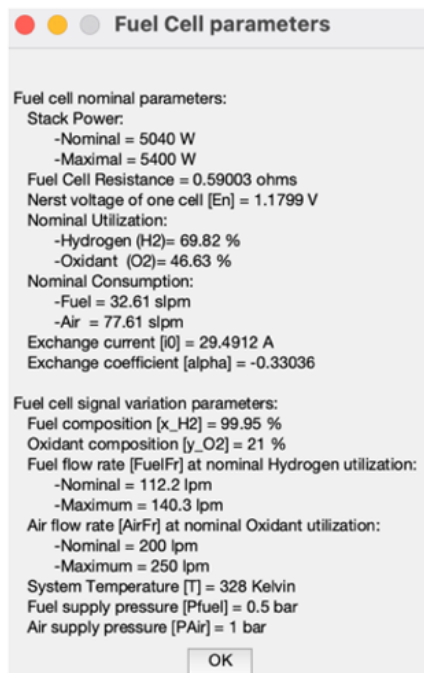 Fuel Cell parameters
Fuel cell nominal parameters:
Stack Power:
-Nominal = 5040 W
-Maximal = 5400 W
Fuel Cell Resistance = 0.59003 ohms
Nerst voltage of one cell [En] = 1.1799 V
Nominal Utilization:
-Hydrogen (H2)= 69.82 %
-Oxidant (O2)= 46.63 %
Nominal Consumption:
-Fuel = 32.61 slpm
-Air = 77.61 slpm
Exchange current [i0] = 29.4912 A
Exchange coefficient [alpha] = -0.33036
Fuel cell signal variation parameters:
Fuel composition [x_H2] = 99.95 %
Oxidant composition [y_O2] = 21 %
Fuel flow rate [FuelFr] at nominal Hydrogen utilization:
-Nominal = 112.2 lpm
-Maximum = 140.3 lpm
Air flow rate [AirFr] at nominal Oxidant utilization:
-Nominal = 200 lpm
-Maximum = 250 lpm
System Temperature [T] = 328 Kelvin
Fuel supply pressure [Pfuel] = 0.5 bar
Air supply pressure [PAir] = 1 bar
OK